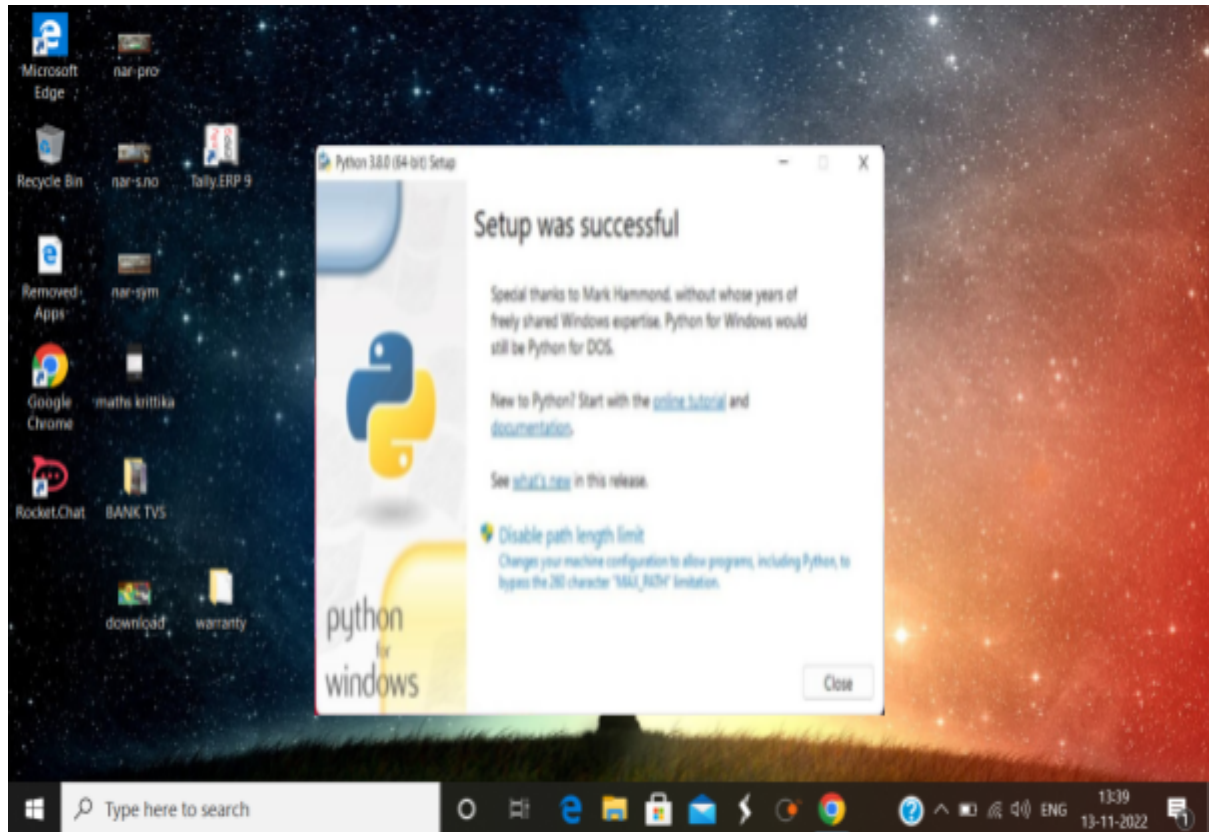 Microsoft
Edge
nar-pro
Recycle Bin
nar-s.no
Tally.ERP 9
Removed
Apps
nar-sym
Google
Chrome
maths krittika
Rocket.Chat
BANK TVS
download
warranty
Python 3.8.0 (64-bit) Setup
Setup was successful
Special thanks to Mark Hammond, without whose years of
freely shared Windows expertise, Python for Windows would
still be Python for DOS.
New to Python? Start with the online tutorial and
documentation.
See what's new in this release.
Disable path length limit
Changes your machine configuration to allow programs, including Python, to
bypass the 260 character "MAX_PATH" limitation.
python
for
windows
Close
Type here to search
ENG
13:39
13-11-2022
1